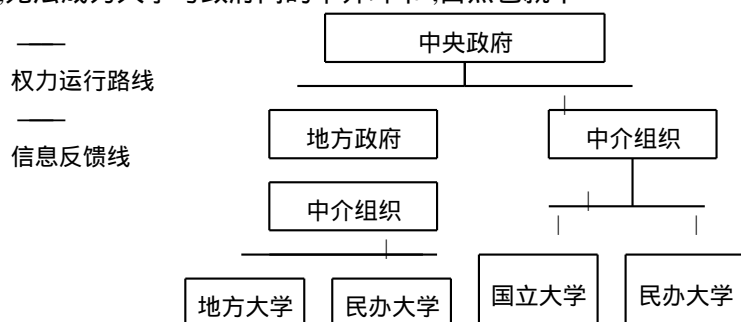 中央政府
权力运行路线
地方政府
中介组织
信息反馈线
中介组织
地方大学
民办大学
国立大学
民办大学